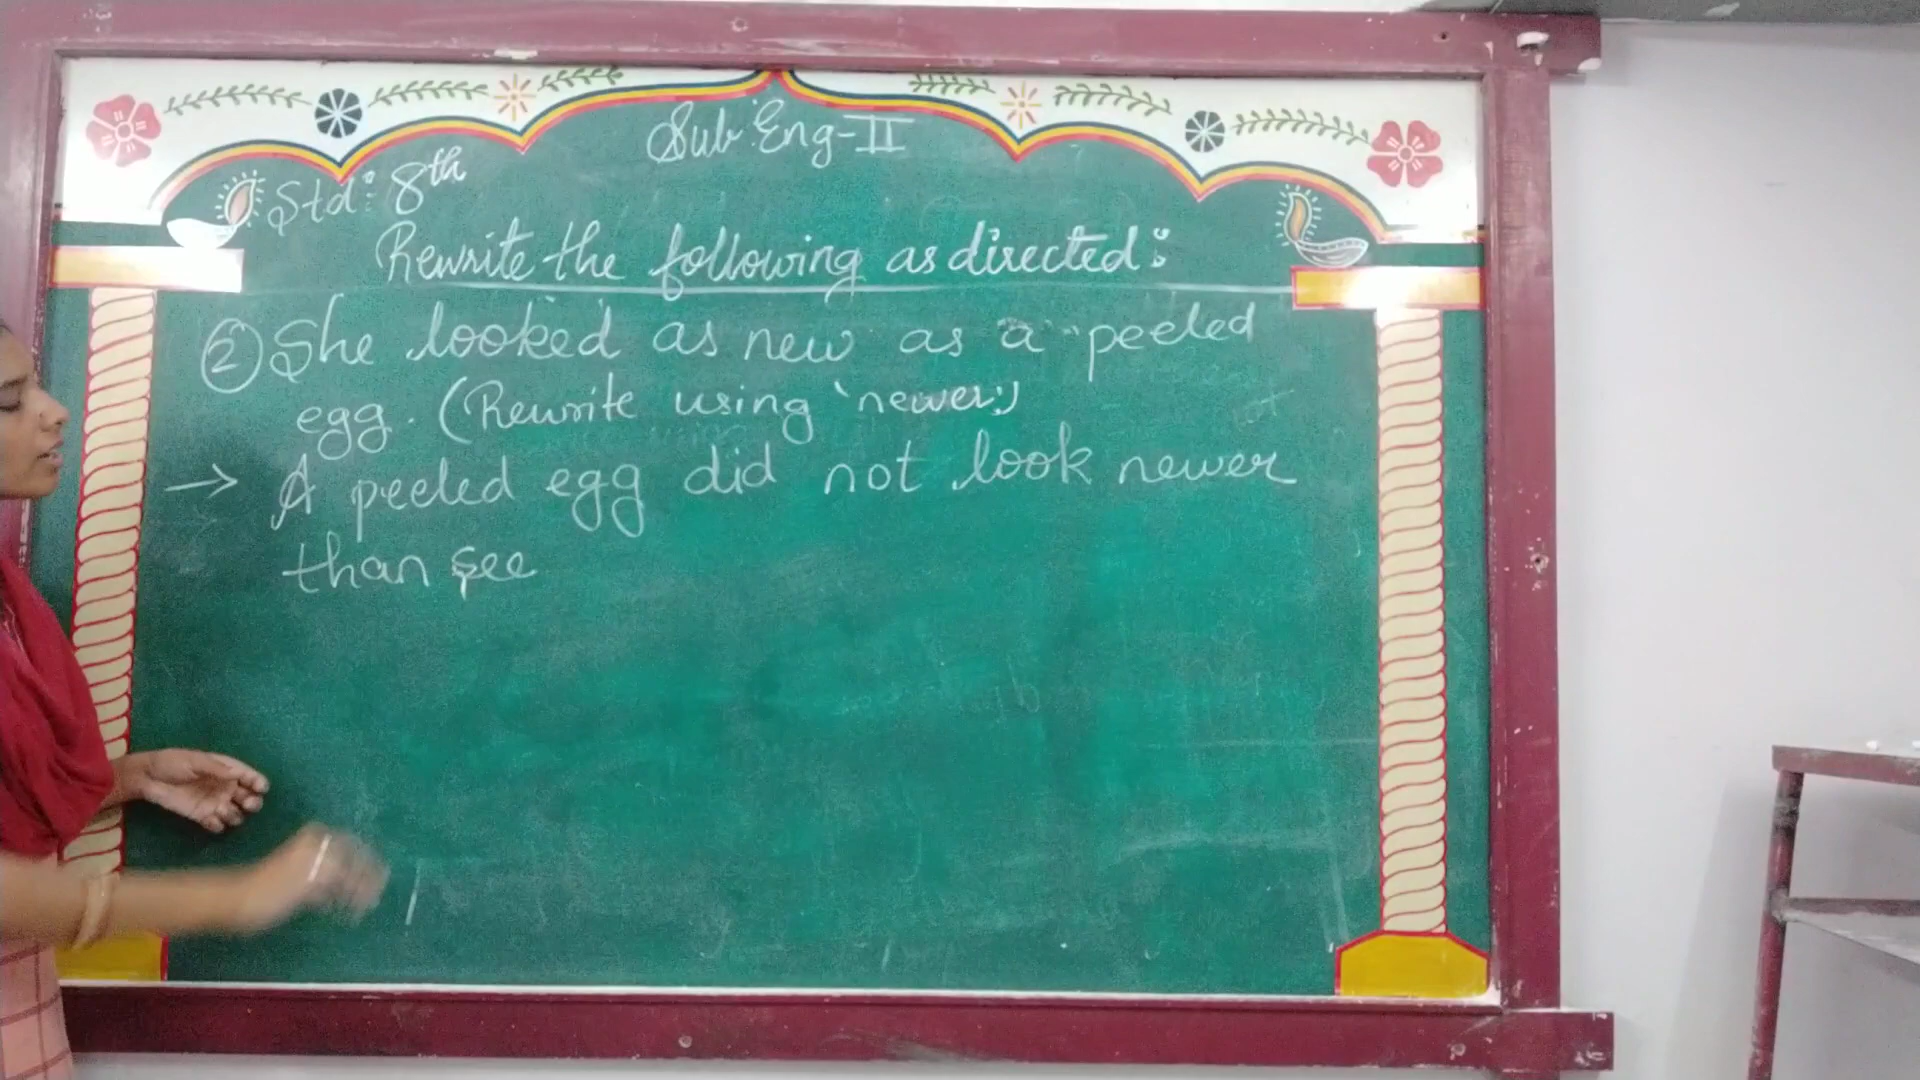 Sub: Eng-II
Std: 8th
Rewrite the following as directed:
② She looked as new as a peeled
egg. (Rewrite using 'newer')
→ A peeled egg did not look newer
than see